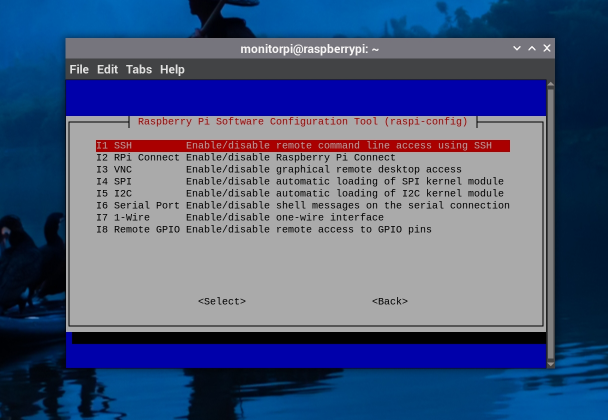 monitorpi@raspberrypi: ~
File Edit Tabs Help
Raspberry Pi Software Configuration Tool (raspi-config)
I1 SSH Enable/disable remote command line access using SSH
I2 RPi Connect Enable/disable Raspberry Pi Connect
I3 VNC Enable/disable graphical remote desktop access
I4 SPI Enable/disable automatic loading of SPI kernel module
I5 I2C Enable/disable automatic loading of I2C kernel module
I6 Serial Port Enable/disable shell messages on the serial connection
I7 1-Wire Enable/disable one-wire interface
I8 Remote GPIO Enable/disable remote access to GPIO pins
<Select> <Back>